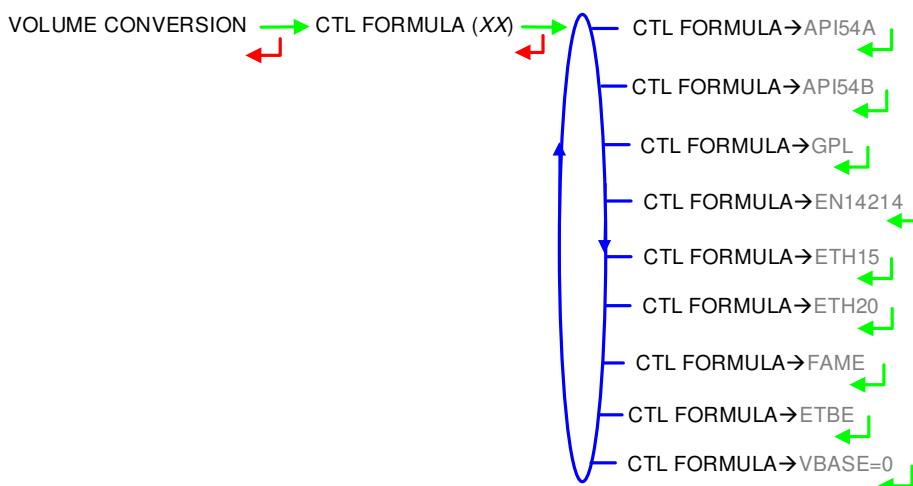 VOLUME CONVERSION → CTL FORMULA (XX) → CTL FORMULA→API54A
CTL FORMULA→API54B
CTL FORMULA→GPL
CTL FORMULA→EN14214
CTL FORMULA→ETH15
CTL FORMULA→ETH20
CTL FORMULA→FAME
CTL FORMULA→ETBE
CTL FORMULA→VBASE=0